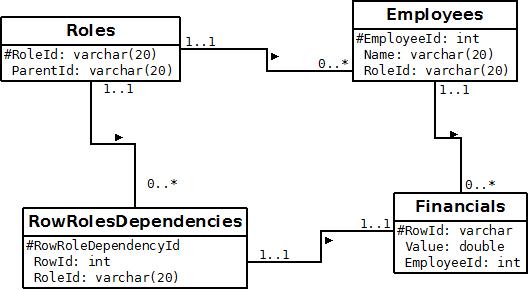 Roles
#RoleId: varchar(20)
ParentId: varchar(20)
1..1
0..*
Employees
#EmployeeId: int
Name: varchar(20)
RoleId: varchar(20)
1..1
0..*
1..1
0..*
RowRolesDependencies
#RowRoleDependencyId
RowId: int
RoleId: varchar(20)
1..1
1..1
Financials
#RowId: varchar
Value: double
EmployeeId: int